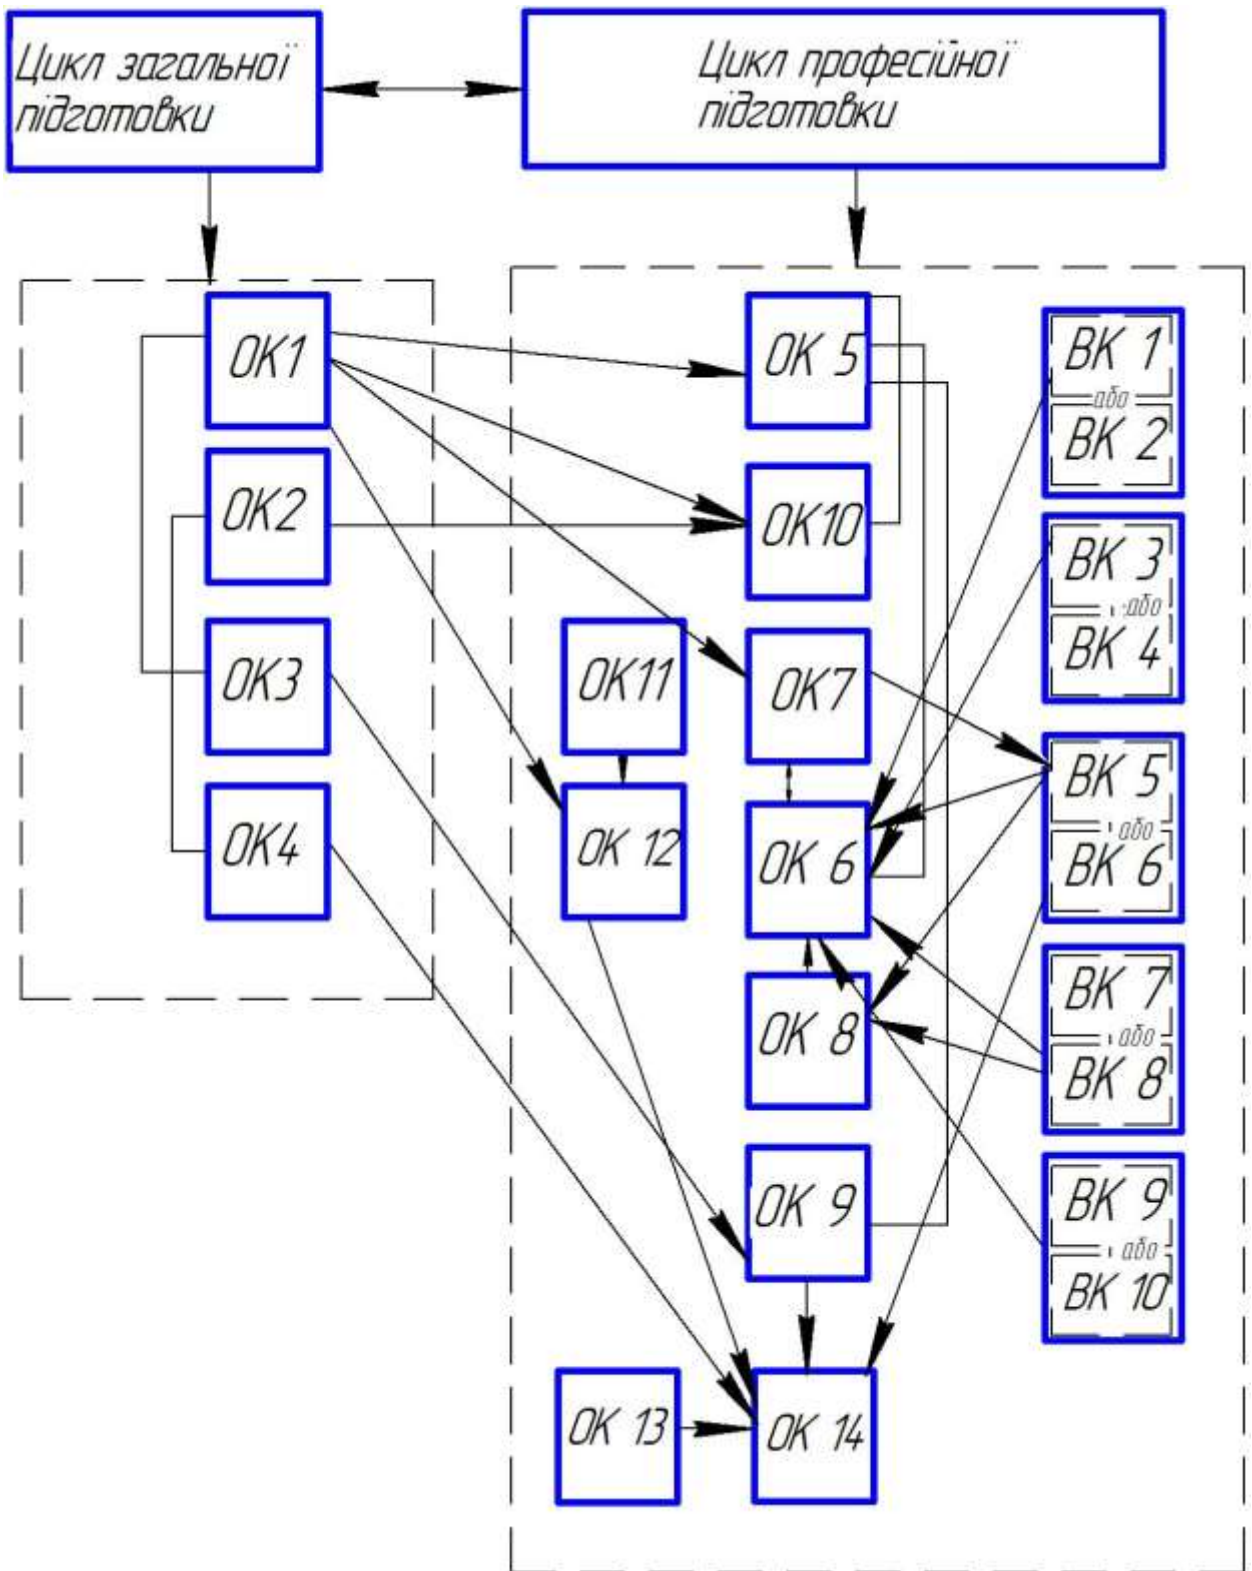 Цикл загальної
підготовки
Цикл професійної
підготовки
ОК1
ОК2
ОК3
ОК4
ОК11
ОК 12
ОК 13
ОК 5
ОК10
ОК7
ОК 6
ОК 8
ОК 9
ОК 14
ВК 1
або
ВК 2
ВК 3
або
ВК 4
ВК 5
або
ВК 6
ВК 7
або
ВК 8
ВК 9
або
ВК 10